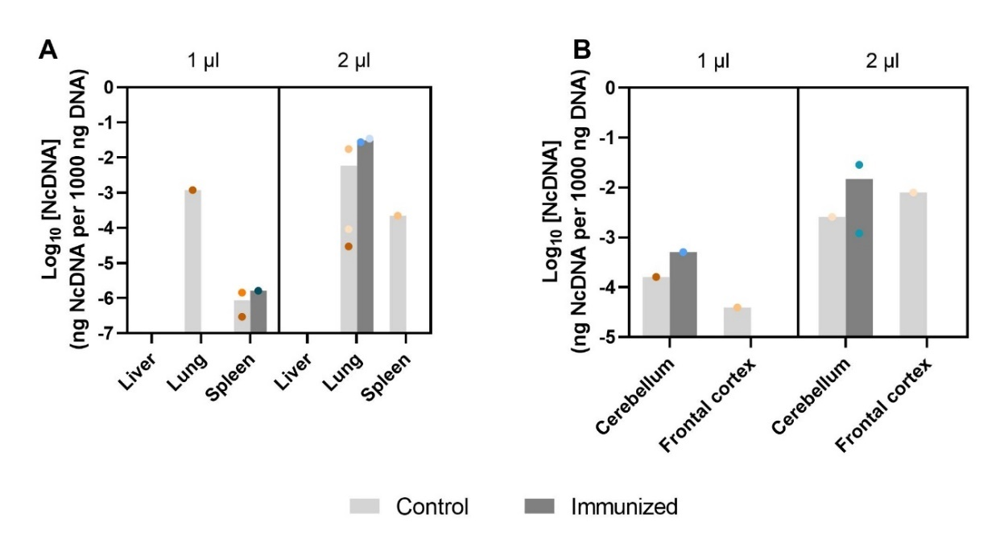 A
1 µl
2 µl
Log10 [NcDNA]
(ng NcDNA per 1000 ng DNA)
0
-1
-2
-3
-4
-5
-6
-7
Liver
Lung
Spleen
Liver
Lung
Spleen
B
1 µl
2 µl
Log10 [NcDNA]
(ng NcDNA per 1000 ng DNA)
0
-1
-2
-3
-4
-5
Cerebellum
Frontal cortex
Cerebellum
Frontal cortex
Control
Immunized